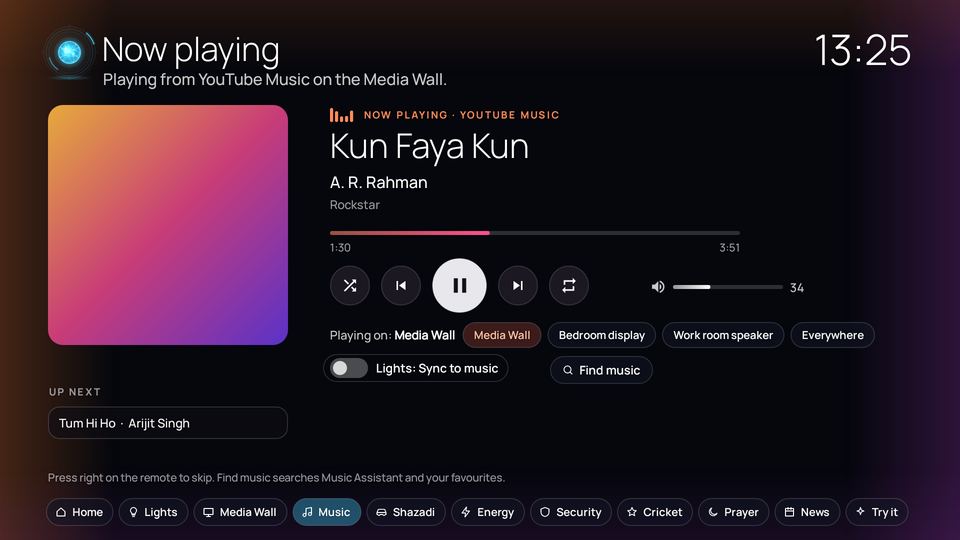 Now playing
13:25
Playing from YouTube Music on the Media Wall.
NOW PLAYING · YOUTUBE MUSIC
Kun Faya Kun
A. R. Rahman
Rockstar
1:30 3:51
34
Playing on: Media Wall Media Wall Bedroom display Work room speaker Everywhere
Lights: Sync to music Find music
UP NEXT
Tum Hi Ho · Arijit Singh
Press right on the remote to skip. Find music searches Music Assistant and your favourites.
Home Lights Media Wall Music Shazadi Energy Security Cricket Prayer News Try it